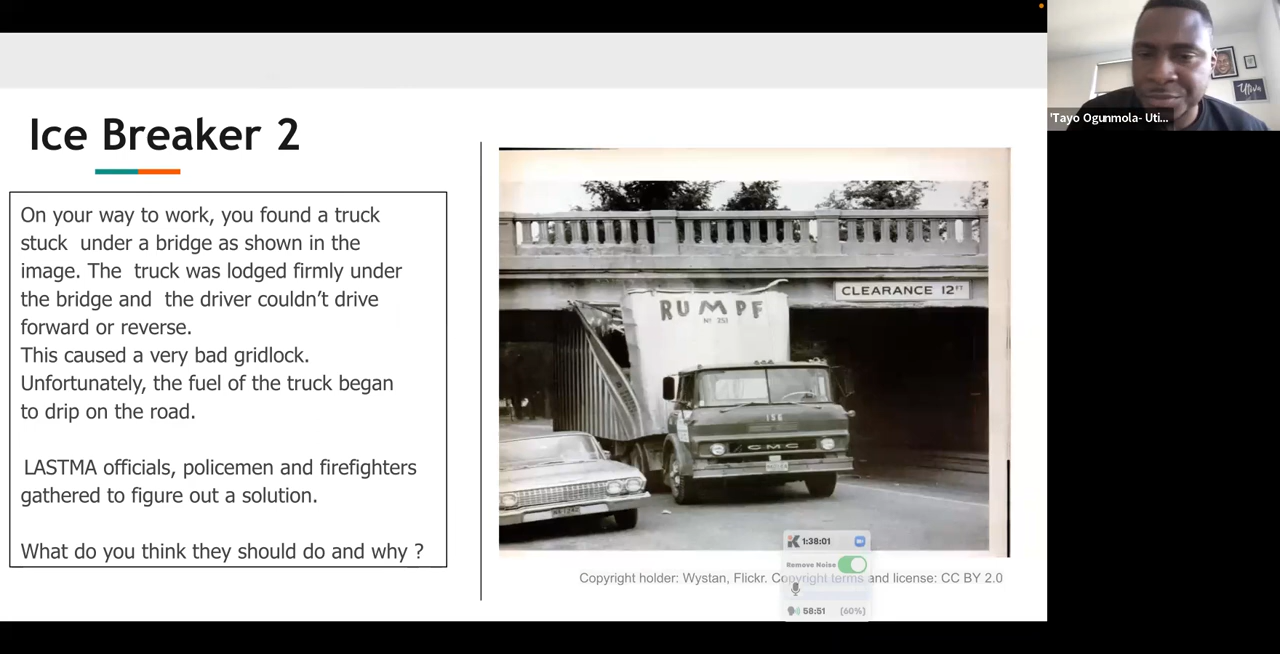 Ice Breaker 2
On your way to work, you found a truck
stuck under a bridge as shown in the
image. The truck was lodged firmly under
the bridge and the driver couldn’t drive
forward or reverse.
This caused a very bad gridlock.
Unfortunately, the fuel of the truck began
to drip on the road.
LASTMA officials, policemen and firefighters
gathered to figure out a solution.
What do you think they should do and why ?
CLEARANCE 12FT
RUMPF
No 253
156
GMC
Copyright holder: Wystan, Flickr. Copyright terms and license: CC BY 2.0
1:38:01
Remove Noise
58:51 (60%)
'Tayo Ogunmola- Uti...
Utiva